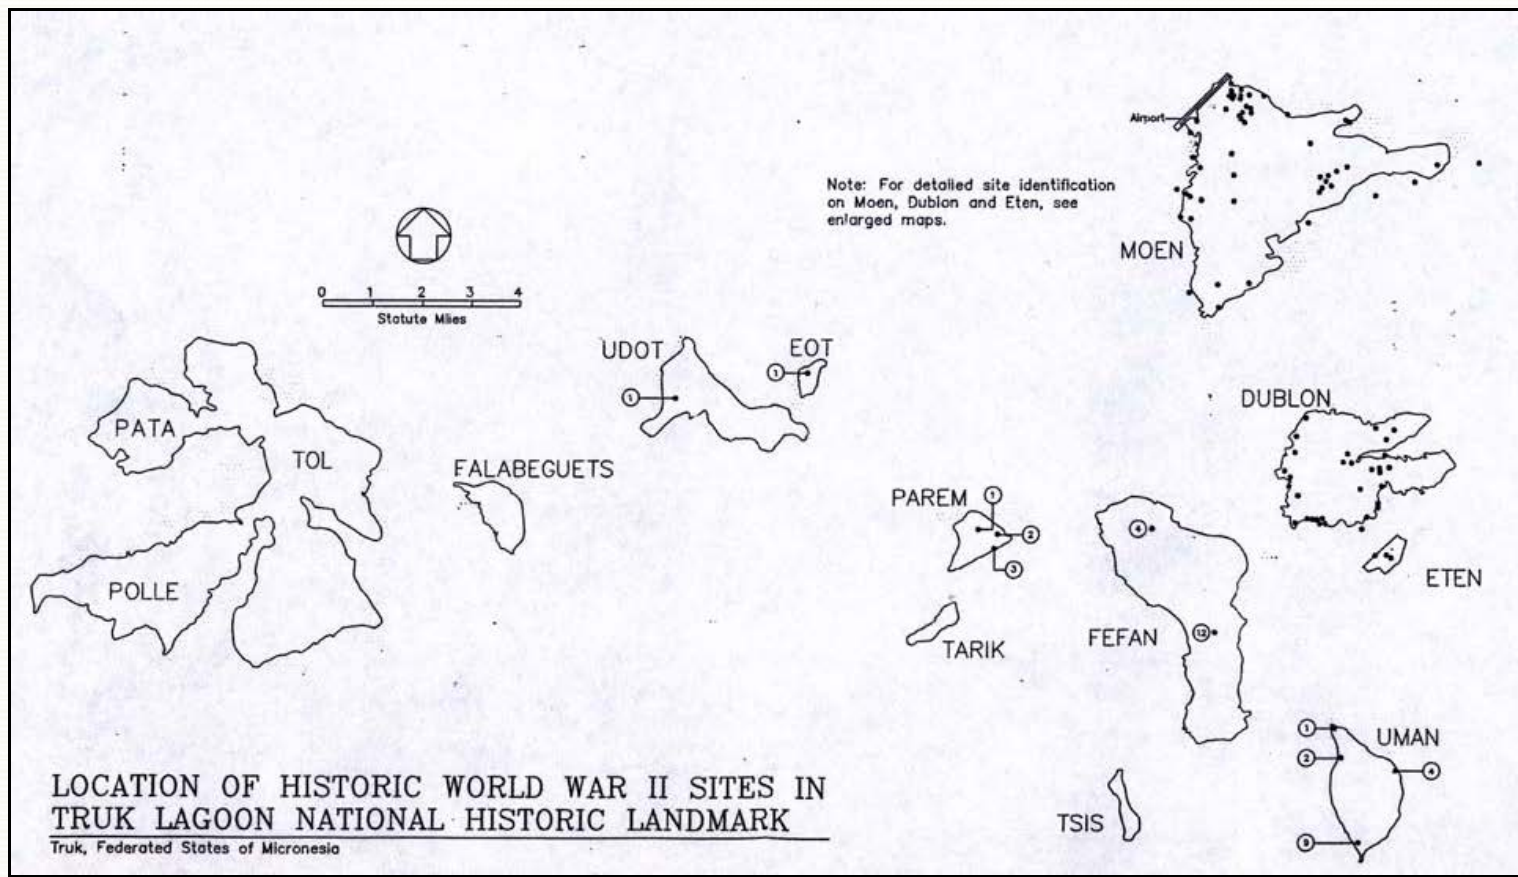 Airport
Note: For detailed site identification
on Moen, Dublon and Eten, see
enlarged maps.
MOEN
0 1 2 3 4
Statute Miles
UDOT
EOT
1
1
DUBLON
PATA
TOL
FALABEGUETS
PAREM
1
2
3
4
ETEN
POLLE
TARIK
FEFAN
12
1
UMAN
2
4
TSIS
9
LOCATION OF HISTORIC WORLD WAR II SITES IN
TRUK LAGOON NATIONAL HISTORIC LANDMARK
Truk, Federated States of Micronesia